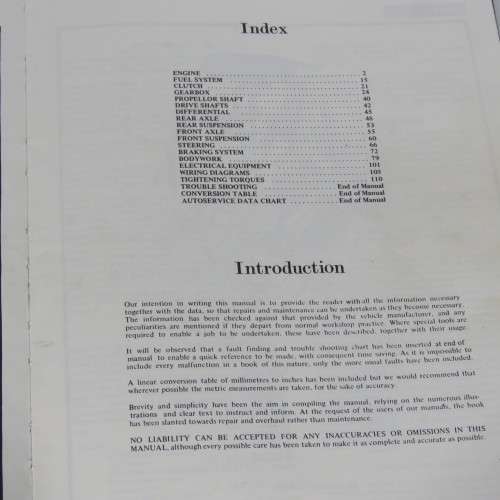 Index
ENGINE ........ 2
FUEL SYSTEM ........ 15
CLUTCH ........ 21
GEARBOX ........ 24
PROPELLOR SHAFT ........ 40
DRIVE SHAFTS ........ 42
DIFFERENTIAL ........ 45
REAR AXLE ........ 48
REAR SUSPENSION ........ 53
FRONT AXLE ........ 55
FRONT SUSPENSION ........ 60
STEERING ........ 66
BRAKING SYSTEM ........ 72
BODYWORK ........ 79
ELECTRICAL EQUIPMENT ........ 101
WIRING DIAGRAMS ........ 105
TIGHTENING TORQUES ........ 110
TROUBLE SHOOTING ........ End of Manual
CONVERSION TABLE ........ End of Manual
AUTOSERVICE DATA CHART ........ End of Manual
Introduction
Our intention in writing this manual is to provide the reader with all the information necessary
together with the data, so that repairs and maintenance can be undertaken as they become necessary.
The information has been checked against that provided by the vehicle manufacturer, and any
peculiarities are mentioned if they depart from normal workshop practice. Where special tools are
required to enable a job to be undertaken, these have been described, together with their usage
It will be observed that a fault finding and trouble shooting chart has been inserted at end of
manual to enable a quick reference to be made, with consequent time saving. As it is impossible to
include every malfunction in a book of this nature, only the more usual faults have been included.
A linear conversion table of millimetres to inches has been included but we would recommend that
wherever possible the metric measurements are taken, for the sake of accuracy.
Brevity and simplicity have been the aim in compiling the manual, relying on the numerous illus-
trations and clear text to instruct and inform. At the request of the users of our manuals, the book
has been slanted towards repair and overhaul rather than maintenance.
NO LIABILITY CAN BE ACCEPTED FOR ANY INACCURACIES OR OMISSIONS IN THIS
MANUAL, although every possible care has been taken to make it as complete and accurate as possible.